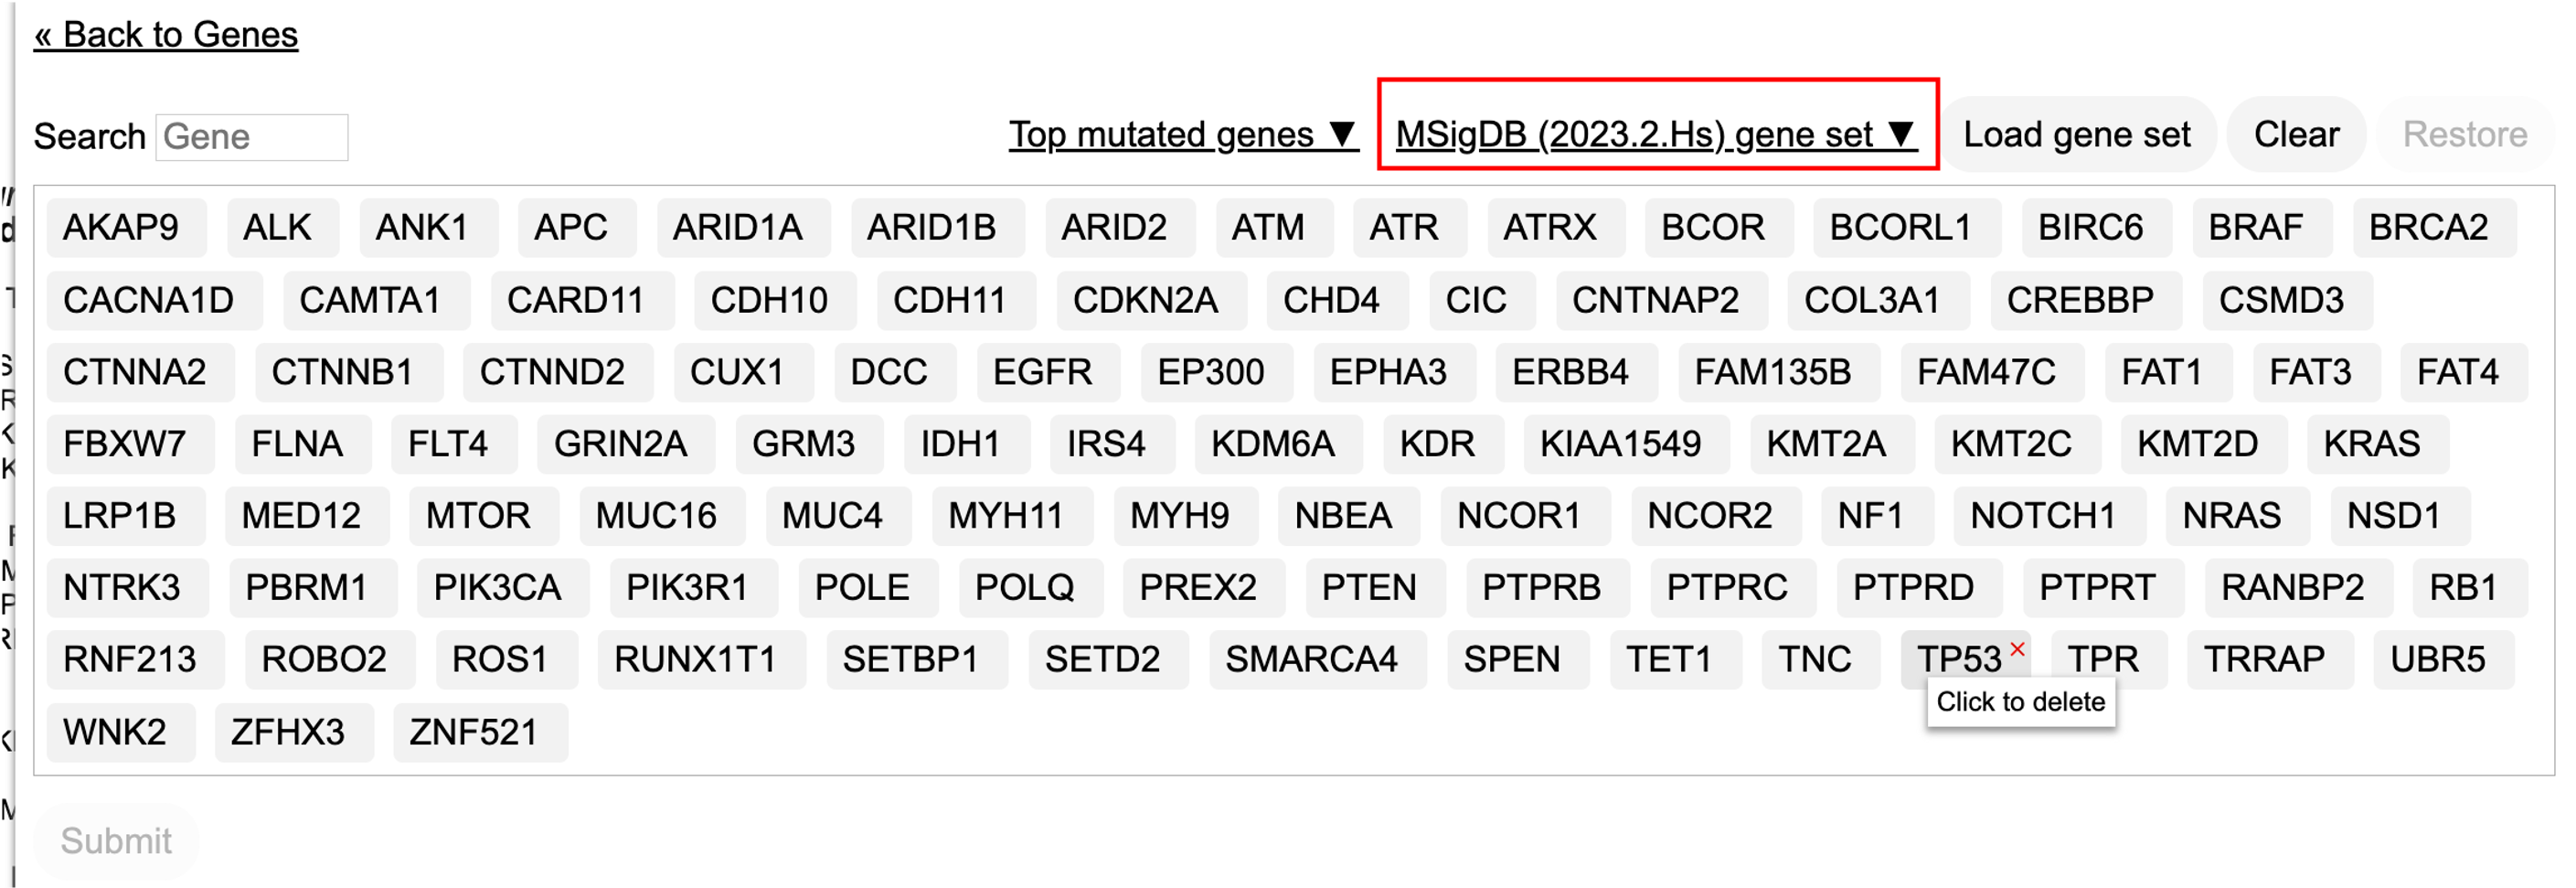 « Back to Genes
Search Gene Top mutated genes ▼ MSigDB (2023.2.Hs) gene set ▼ Load gene set Clear Restore
AKAP9 ALK ANK1 APC ARID1A ARID1B ARID2 ATM ATR ATRX BCOR BCORL1 BIRC6 BRAF BRCA2
CACNA1D CAMTA1 CARD11 CDH10 CDH11 CDKN2A CHD4 CIC CNTNAP2 COL3A1 CREBBP CSMD3
CTNNA2 CTNNB1 CTNND2 CUX1 DCC EGFR EP300 EPHA3 ERBB4 FAM135B FAM47C FAT1 FAT3 FAT4
FBXW7 FLNA FLT4 GRIN2A GRM3 IDH1 IRS4 KDM6A KDR KIAA1549 KMT2A KMT2C KMT2D KRAS
LRP1B MED12 MTOR MUC16 MUC4 MYH11 MYH9 NBEA NCOR1 NCOR2 NF1 NOTCH1 NRAS NSD1
NTRK3 PBRM1 PIK3CA PIK3R1 POLE POLQ PREX2 PTEN PTPRB PTPRC PTPRD PTPRT RANBP2 RB1
RNF213 ROBO2 ROS1 RUNX1T1 SETBP1 SETD2 SMARCA4 SPEN TET1 TNC TP53 × TPR TRRAP UBR5
Click to delete
WNK2 ZFHX3 ZNF521
Submit